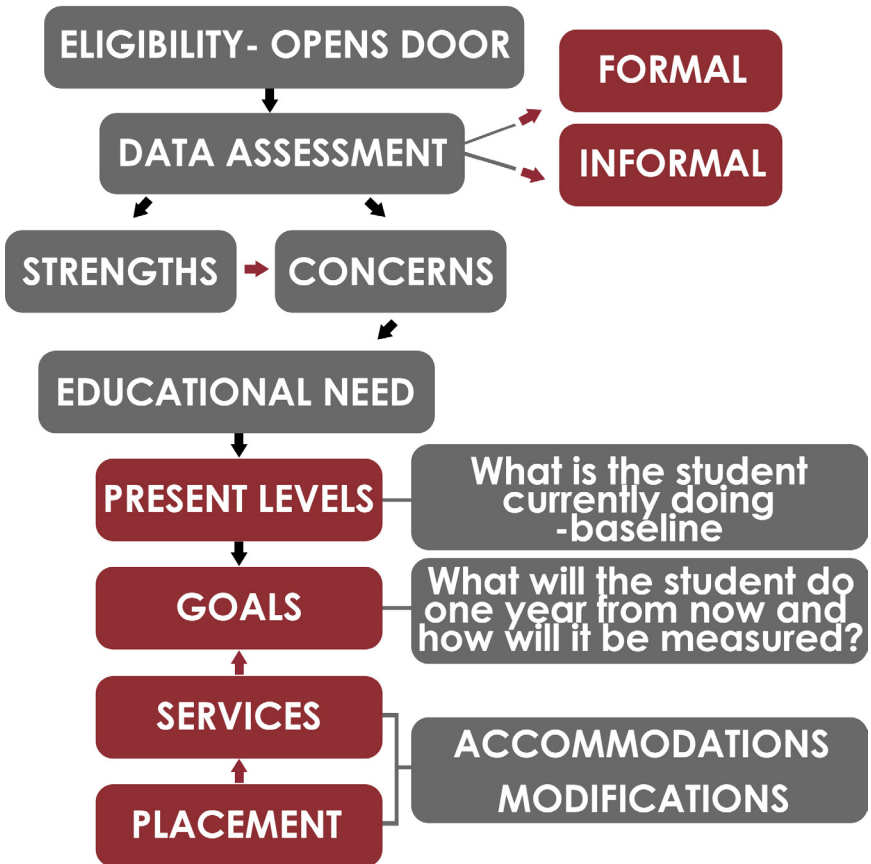 ELIGIBILITY- OPENS DOOR
FORMAL
DATA ASSESSMENT
INFORMAL
STRENGTHS
CONCERNS
EDUCATIONAL NEED
PRESENT LEVELS
What is the student
currently doing
-baseline
GOALS
What will the student do
one year from now and
how will it be measured?
SERVICES
ACCOMMODATIONS
MODIFICATIONS
PLACEMENT